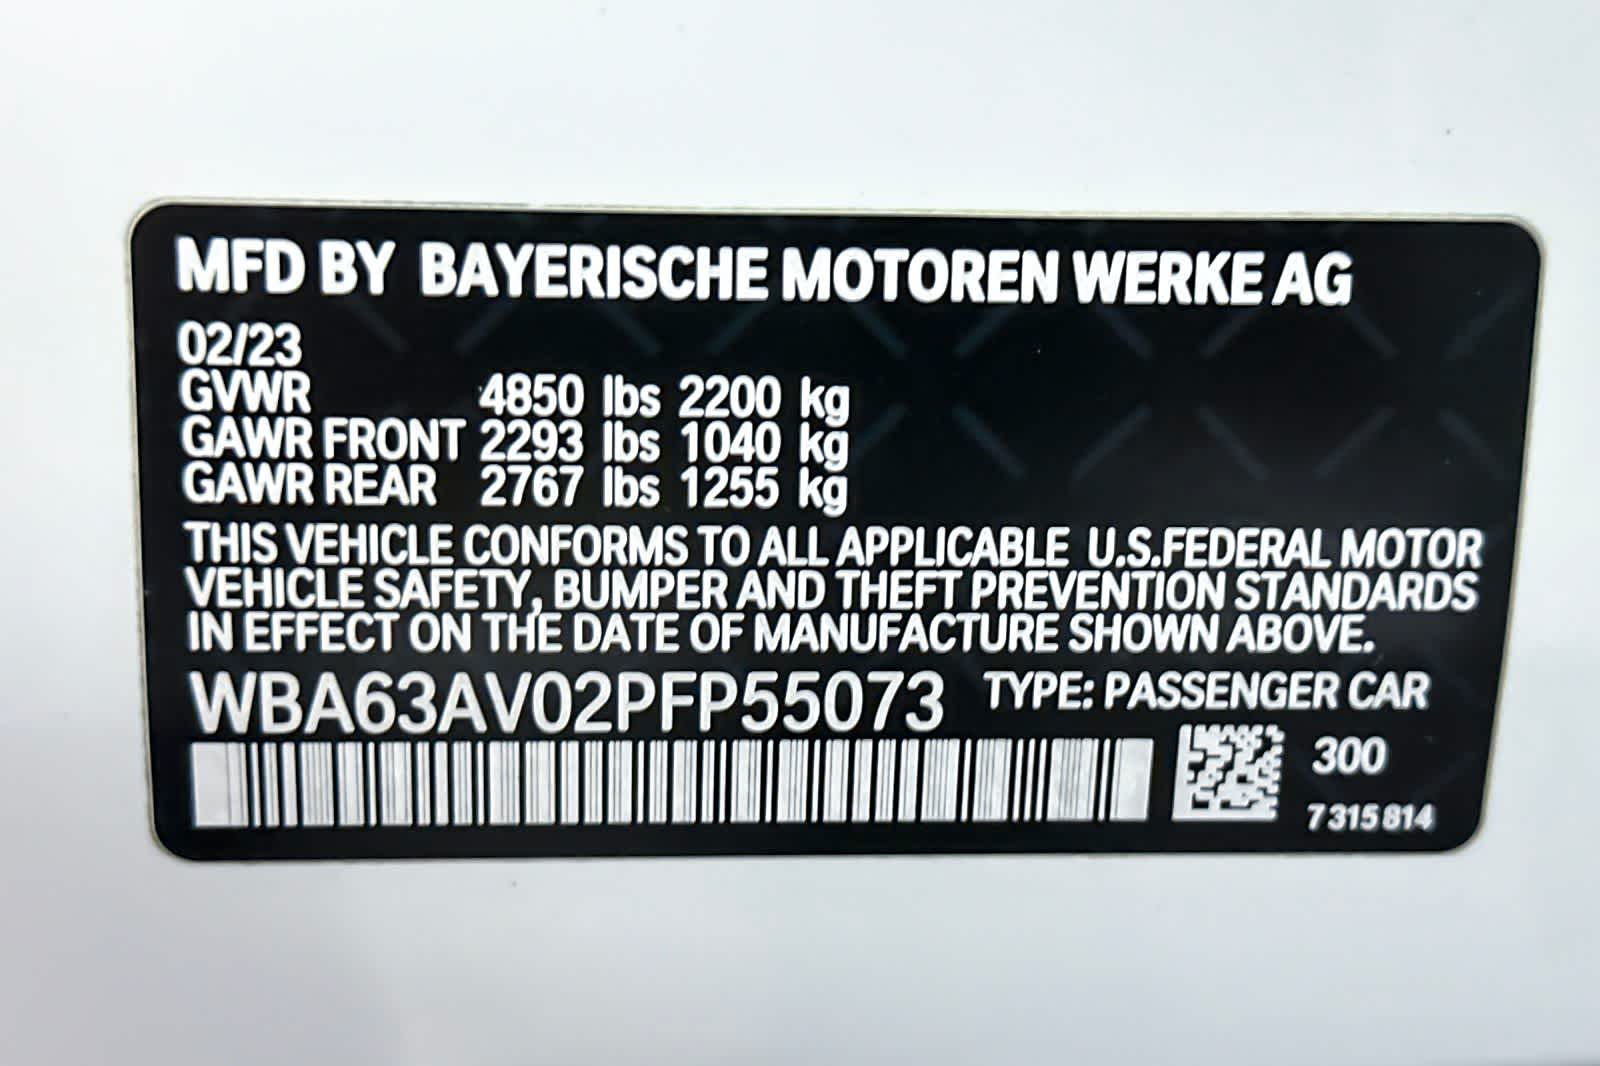 MFD BY BAYERISCHE MOTOREN WERKE AG
02/23
GVWR 4850 lbs 2200 kg
GAWR FRONT 2293 lbs 1040 kg
GAWR REAR 2767 lbs 1255 kg
THIS VEHICLE CONFORMS TO ALL APPLICABLE U.S.FEDERAL MOTOR
VEHICLE SAFETY, BUMPER AND THEFT PREVENTION STANDARDS
IN EFFECT ON THE DATE OF MANUFACTURE SHOWN ABOVE.
WBA63AV02PFP55073 TYPE: PASSENGER CAR
300
7 315 814